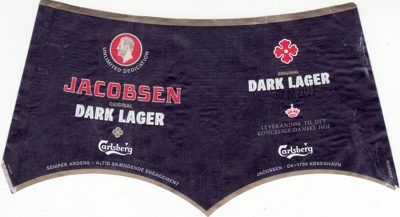 UNLIMITED DEDICATION
JACOBSEN
ORIGINAL
DARK LAGER
Carlsberg
SEMPER ARDENS • ALTID BRÆNDENDE ENGAGEMENT
ORIGINAL
DARK LAGER
LEVERANDØR TIL DET
KONGELIGE DANSKE HOF
Carlsberg
JACOBSEN • DK-1799 KØBENHAVN